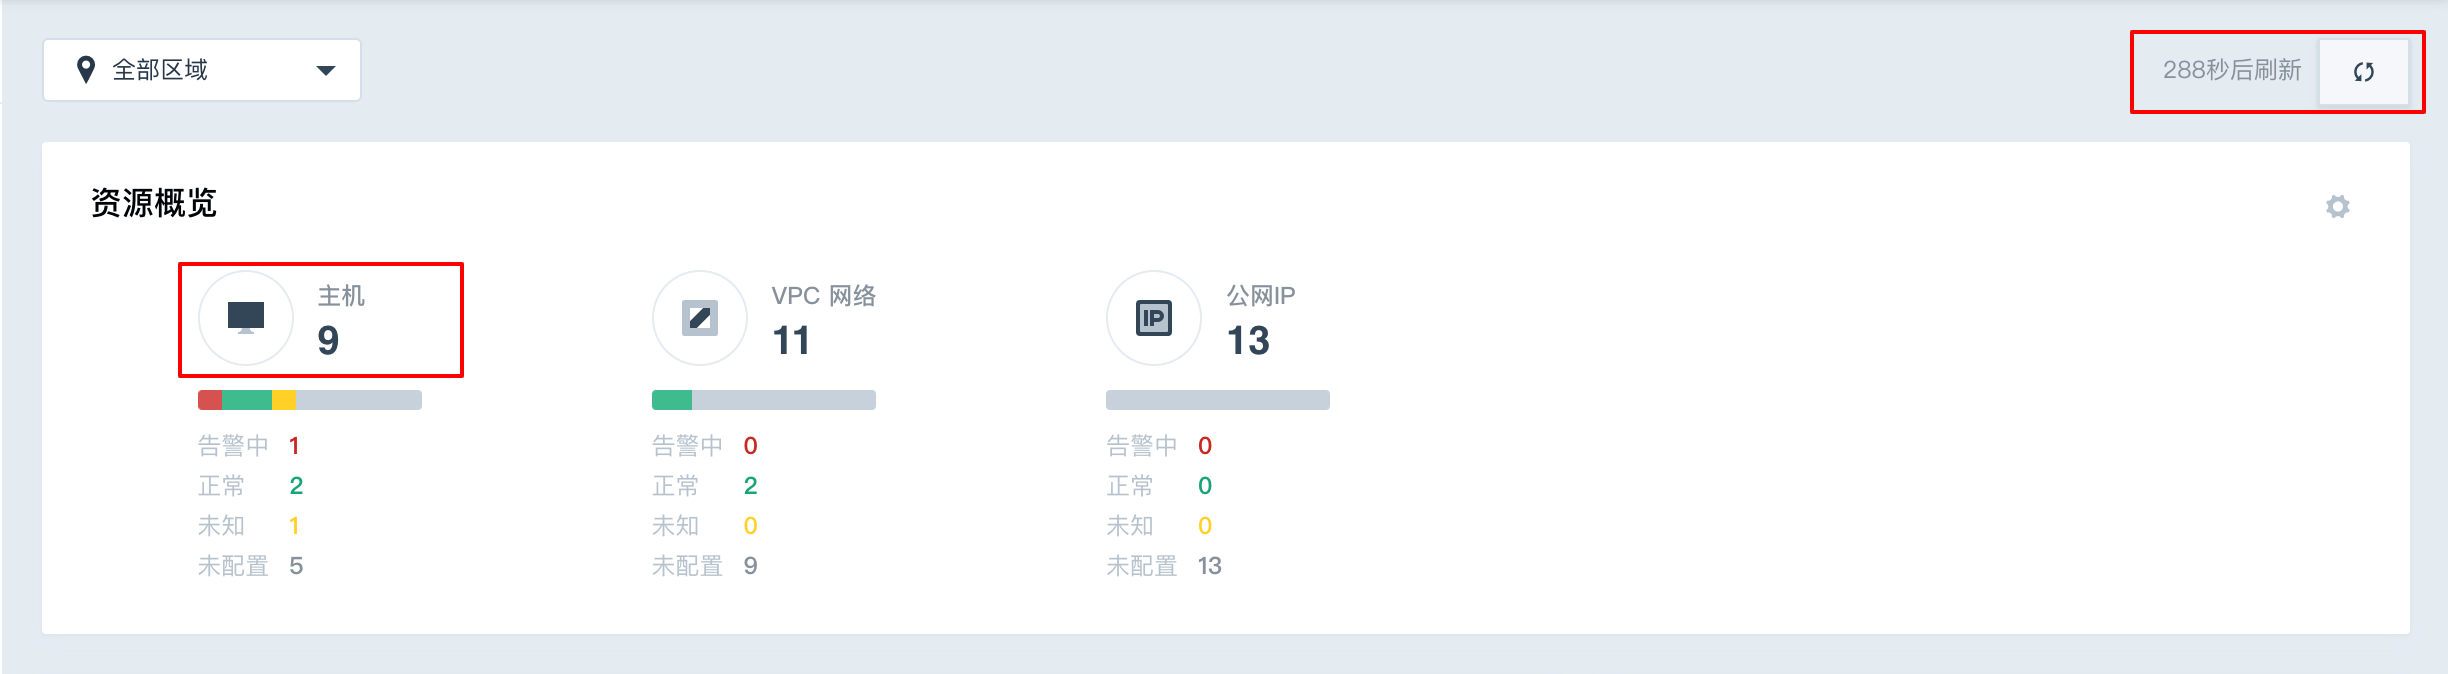 全部区域
288秒后刷新
资源概览
主机
9
告警中 1
正常 2
未知 1
未配置 5
VPC 网络
11
告警中 0
正常 2
未知 0
未配置 9
IP
公网IP
13
告警中 0
正常 0
未知 0
未配置 13